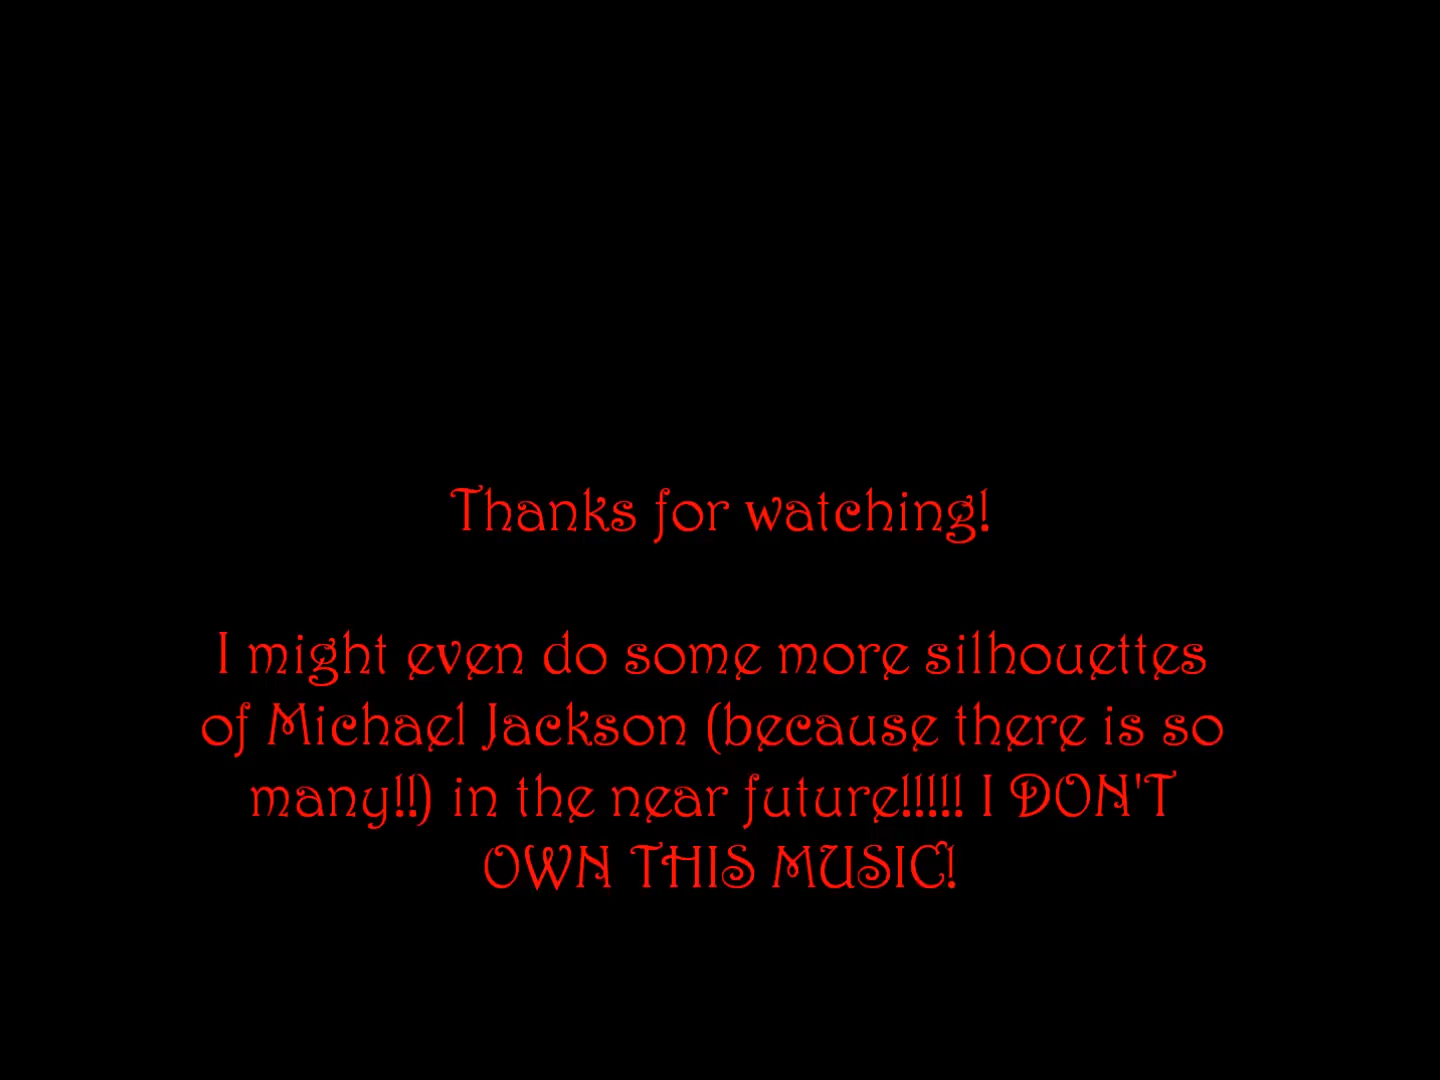 Thanks for watching!
I might even do some more silhouettes
of Michael Jackson (because there is so
many!!) in the near future!!!!! I DON'T
OWN THIS MUSIC!